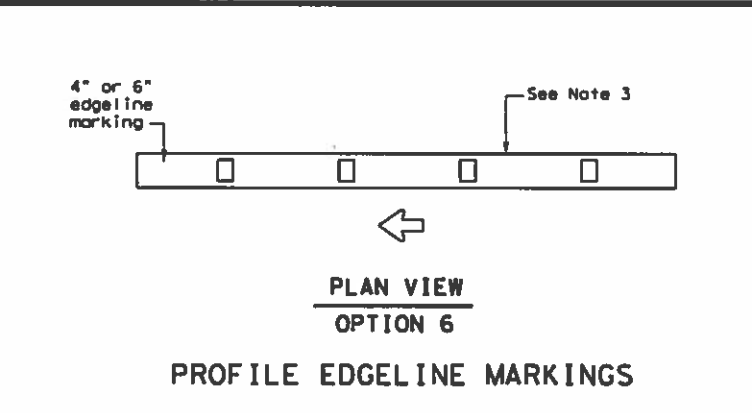 4" or 6"
edgeline
marking
See Note 3
PLAN VIEW
OPTION 6
PROFILE EDGELINE MARKINGS